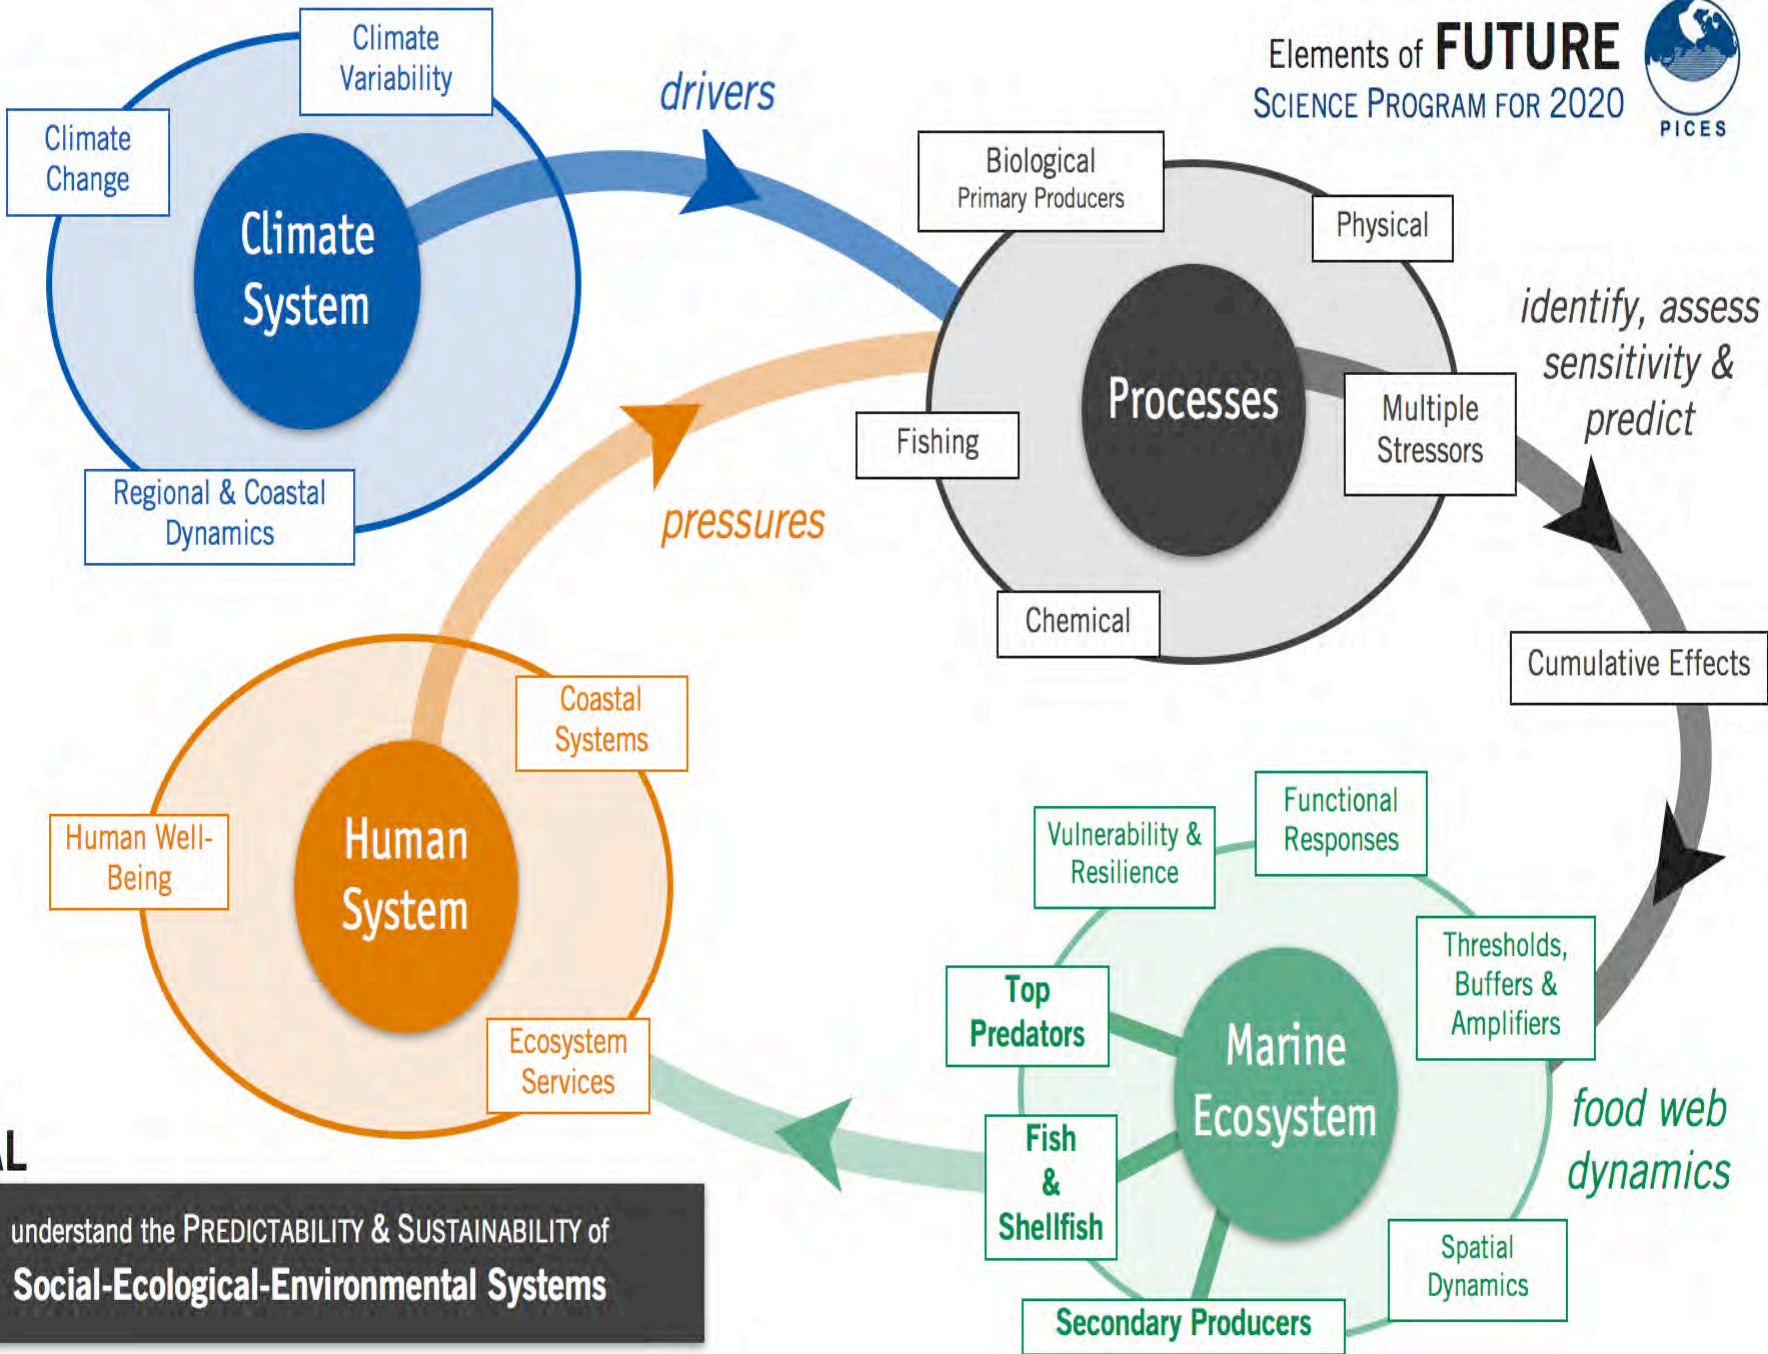 Elements of FUTURE
SCIENCE PROGRAM FOR 2020
PICES
Climate
Variability
Climate
Change
Climate
System
Regional & Coastal
Dynamics
drivers
Biological
Primary Producers
Physical
Processes
Fishing
Multiple
Stressors
Chemical
identify, assess
sensitivity &
predict
pressures
Cumulative Effects
Coastal
Systems
Human Well-
Being
Human
System
Ecosystem
Services
Functional
Responses
Vulnerability &
Resilience
Thresholds,
Buffers &
Amplifiers
Top
Predators
Marine
Ecosystem
Fish
&
Shellfish
Spatial
Dynamics
Secondary Producers
food web
dynamics
understand the PREDICTABILITY & SUSTAINABILITY of
Social-Ecological-Environmental Systems